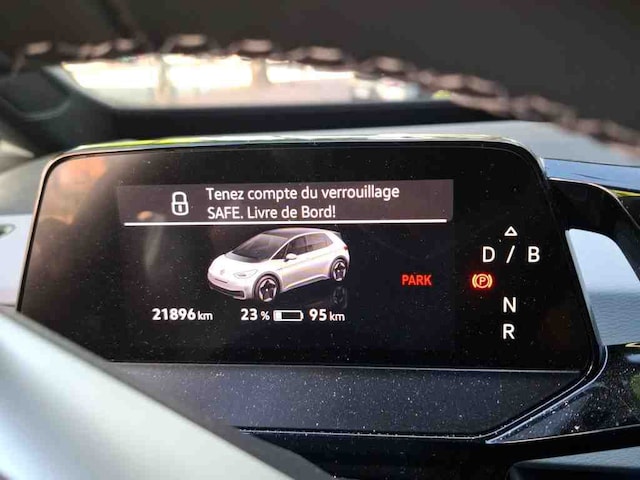 Tenez compte du verrouillage
SAFE. Livre de Bord!
D / B
PARK
P
21896 km
23 %
95 km
N
R